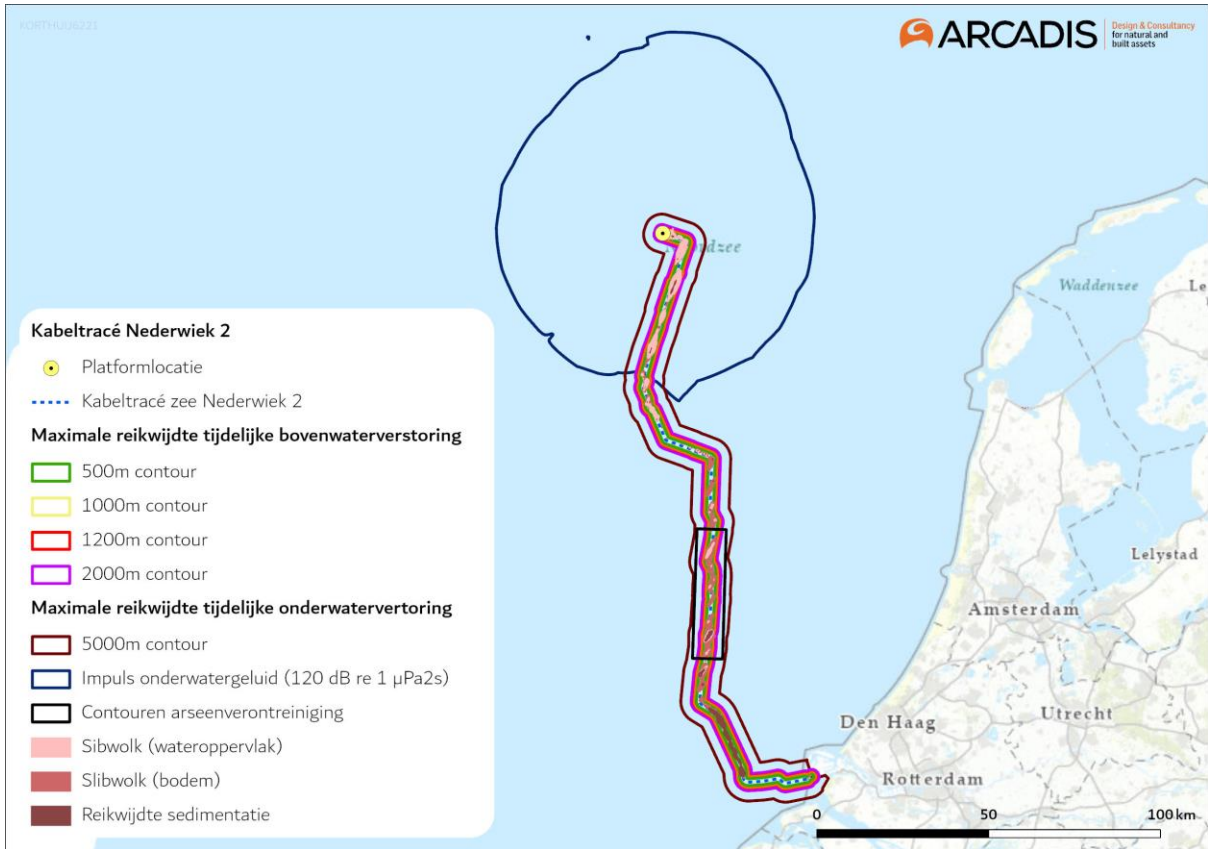 KORTHUU6221
ARCADIS
Design & Consultancy
for natural and
built assets
Waddenzee
Lelystad
Amsterdam
Den Haag
Utrecht
Rotterdam
0
50
100 km
Kabeltracé Nederwiek 2
Platformlocatie
Kabeltracé zee Nederwiek 2
Maximale reikwijdte tijdelijke bovenwaterverstoring
500m contour
1000m contour
1200m contour
2000m contour
Maximale reikwijdte tijdelijke onderwatervertoring
5000m contour
Impuls onderwatergeluid (120 dB re 1 µPa2s)
Contouren arseenverontreiniging
Sibwolk (wateroppervlak)
Slibwolk (bodem)
Reikwijdte sedimentatie